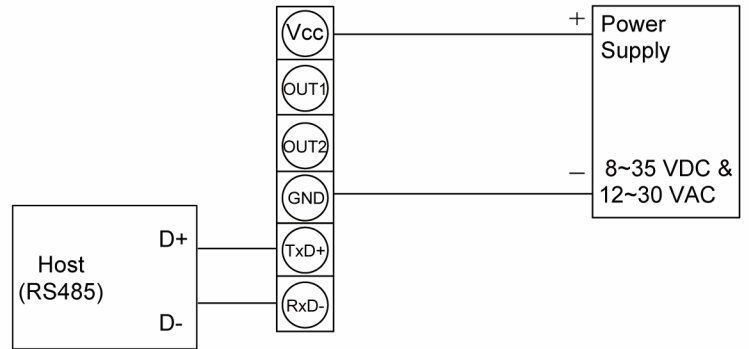 Vcc
OUT1
OUT2
GND
TxD+
RxD-
+
Power
Supply
−
8~35 VDC &
12~30 VAC
Host
(RS485)
D+
D-